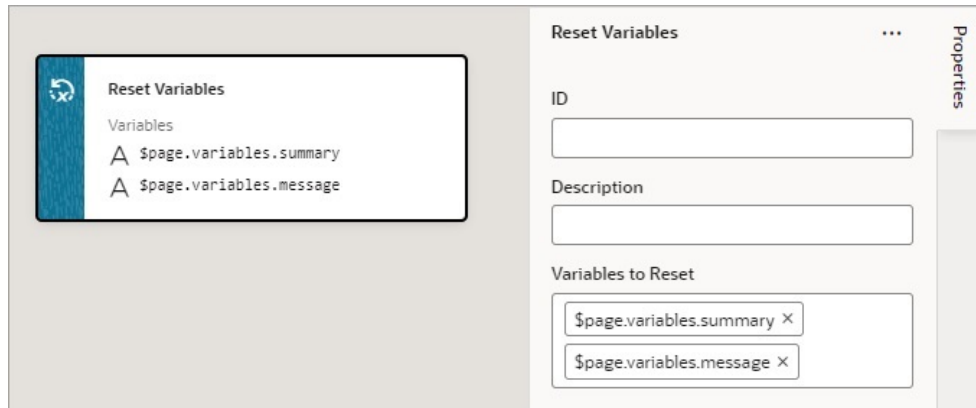 Reset Variables
Variables
A $page.variables.summary
A $page.variables.message
Reset Variables
ID
Description
Variables to Reset
$page.variables.summary ×
$page.variables.message ×
Properties